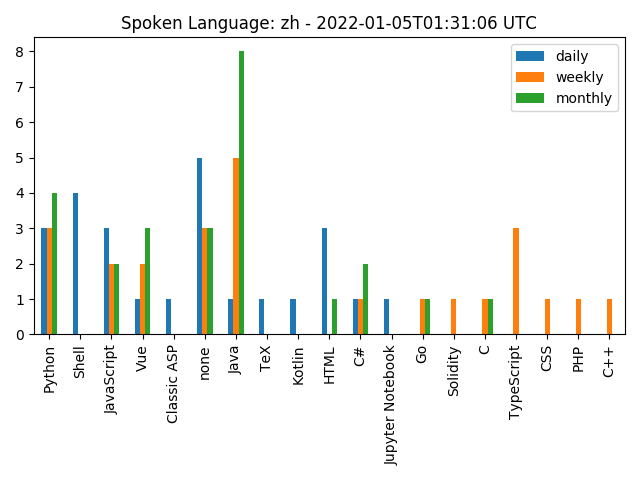 Spoken Language: zh - 2022-01-05T01:31:06 UTC
daily
weekly
monthly
8
7
6
5
4
3
2
1
0
Python
Shell
JavaScript
Vue
Classic ASP
none
Java
TeX
Kotlin
HTML
C#
Jupyter Notebook
Go
Solidity
C
TypeScript
CSS
PHP
C++